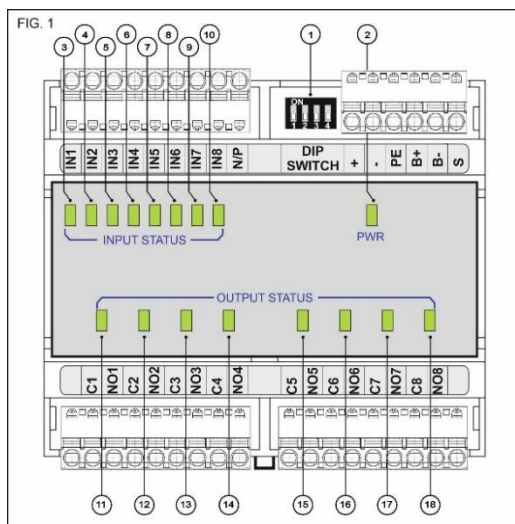 FIG. 1
3 4 5 6 7 8 9 10 1 2
ON
1 2 3 4
IN1 IN2 IN3 IN4 IN5 IN6 IN7 IN8 N/P DIP SWITCH + - PE B+ B- S
INPUT STATUS
PWR
OUTPUT STATUS
C1 NO1 C2 NO2 C3 NO3 C4 NO4 C5 NO5 C6 NO6 C7 NO7 C8 NO8
11 12 13 14 15 16 17 18